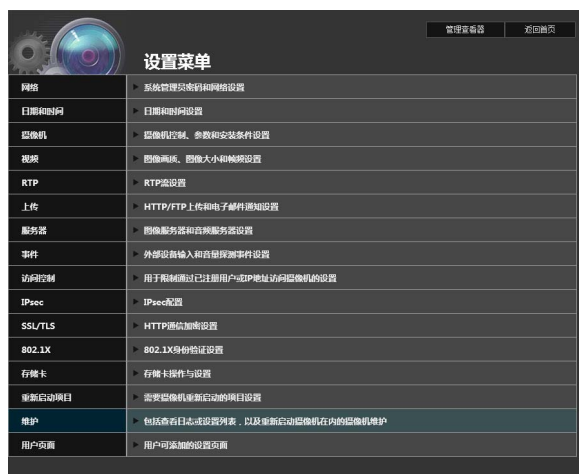 管理查看器
返回首页
设置菜单
网络
系统管理员密码和网络设置
日期和时间
日期和时间设置
摄像机
摄像机控制、参数和安装条件设置
视频
图像画质、图像大小和帧频设置
RTP
RTP流设置
上传
HTTP/FTP上传和电子邮件通知设置
服务器
图像服务器和音频服务器设置
事件
外部设备输入和音量探测事件设置
访问控制
用于限制通过已注册用户或IP地址访问摄像机的设置
IPsec
IPsec配置
SSL/TLS
HTTP通信加密设置
802.1X
802.1X身份验证设置
存储卡
存储卡操作与设置
重新启动项目
需要摄像机重新启动的项目设置
维护
包括查看日志或设置列表，以及重新启动摄像机在内的摄像机维护
用户页面
用户可添加的设置页面